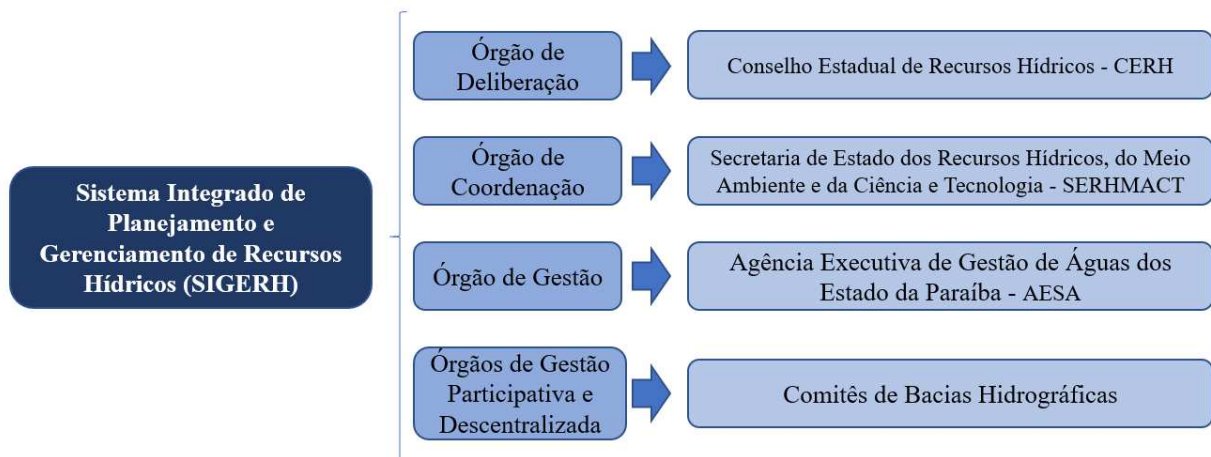 Sistema Integrado de
Planejamento e
Gerenciamento de Recursos
Hídricos (SIGERH)
Órgão de
Deliberação
Conselho Estadual de Recursos Hídricos - CERH
Órgão de
Coordenação
Secretaria de Estado dos Recursos Hídricos, do Meio
Ambiente e da Ciência e Tecnologia - SERHMACT
Órgão de Gestão
Agência Executiva de Gestão de Águas dos
Estado da Paraíba - AESA
Órgãos de Gestão
Participativa e
Descentralizada
Comitês de Bacias Hidrográficas